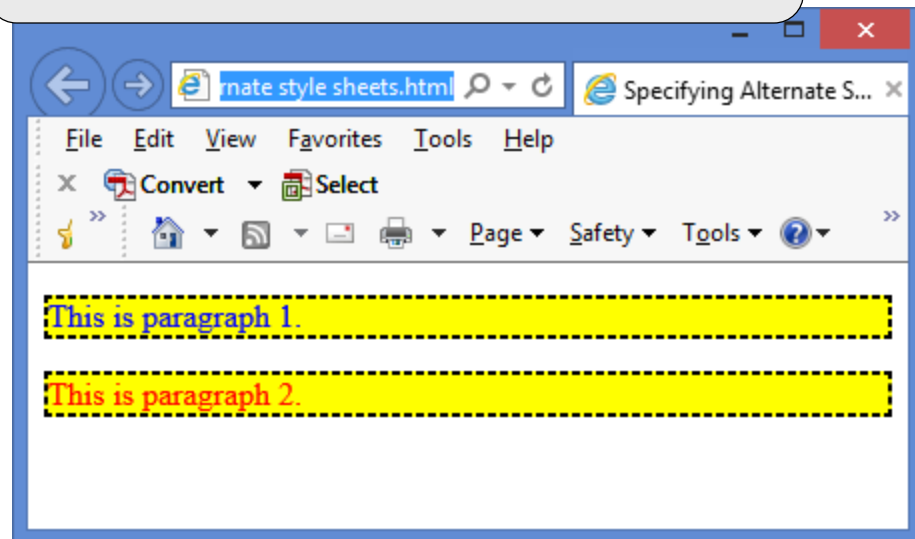 rnate style sheets.html
Specifying Alternate S...
File Edit View Favorites Tools Help
Convert Select
Page Safety Tools
This is paragraph 1.
This is paragraph 2.